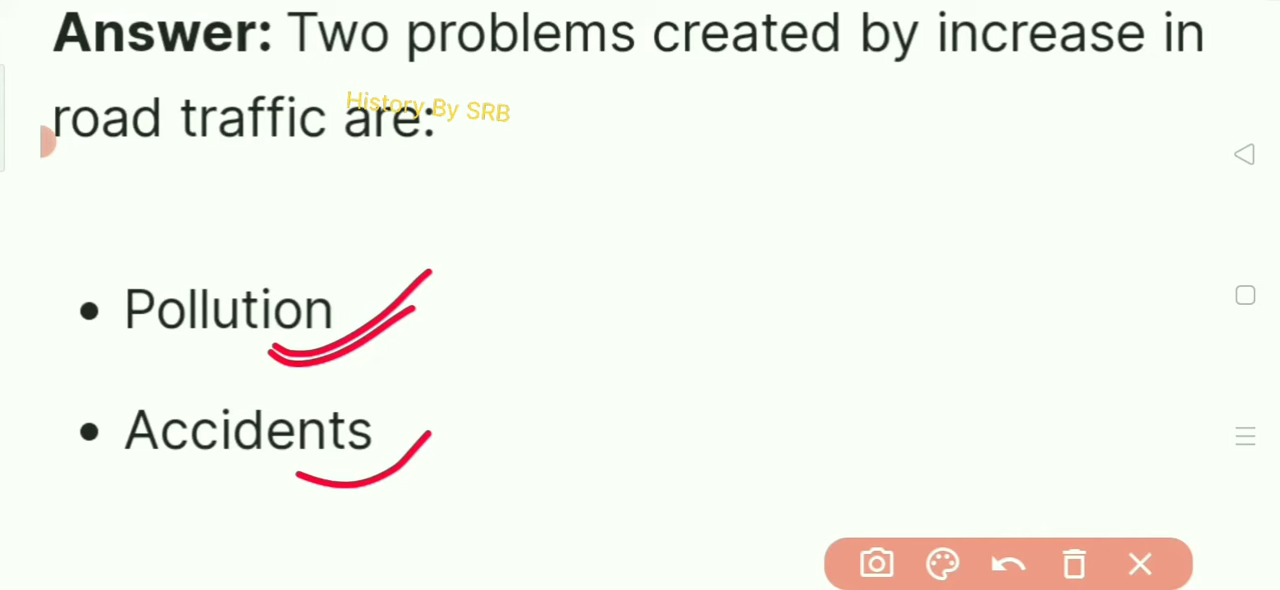 Answer: Two problems created by increase in
road traffic are:
History By SRB
• Pollution
• Accidents